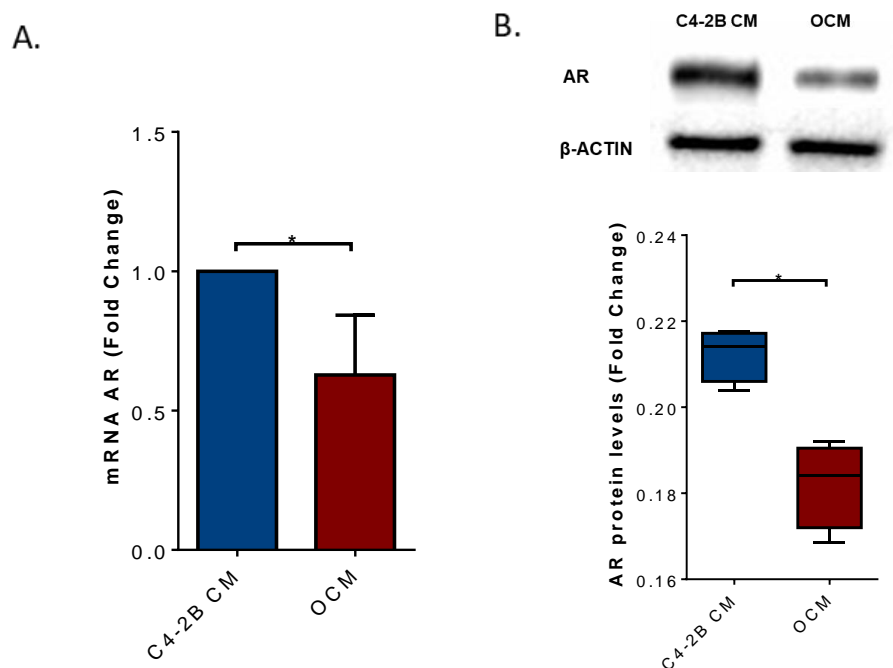 A.
mRNA AR (Fold Change)
1.5
1.0
0.5
0.0
*
C4-2B CM
OCM
B.
C4-2B CM OCM
AR
β-ACTIN
AR protein levels (Fold Change)
0.24
0.22
0.20
0.18
0.16
*
C4-2B CM
OCM